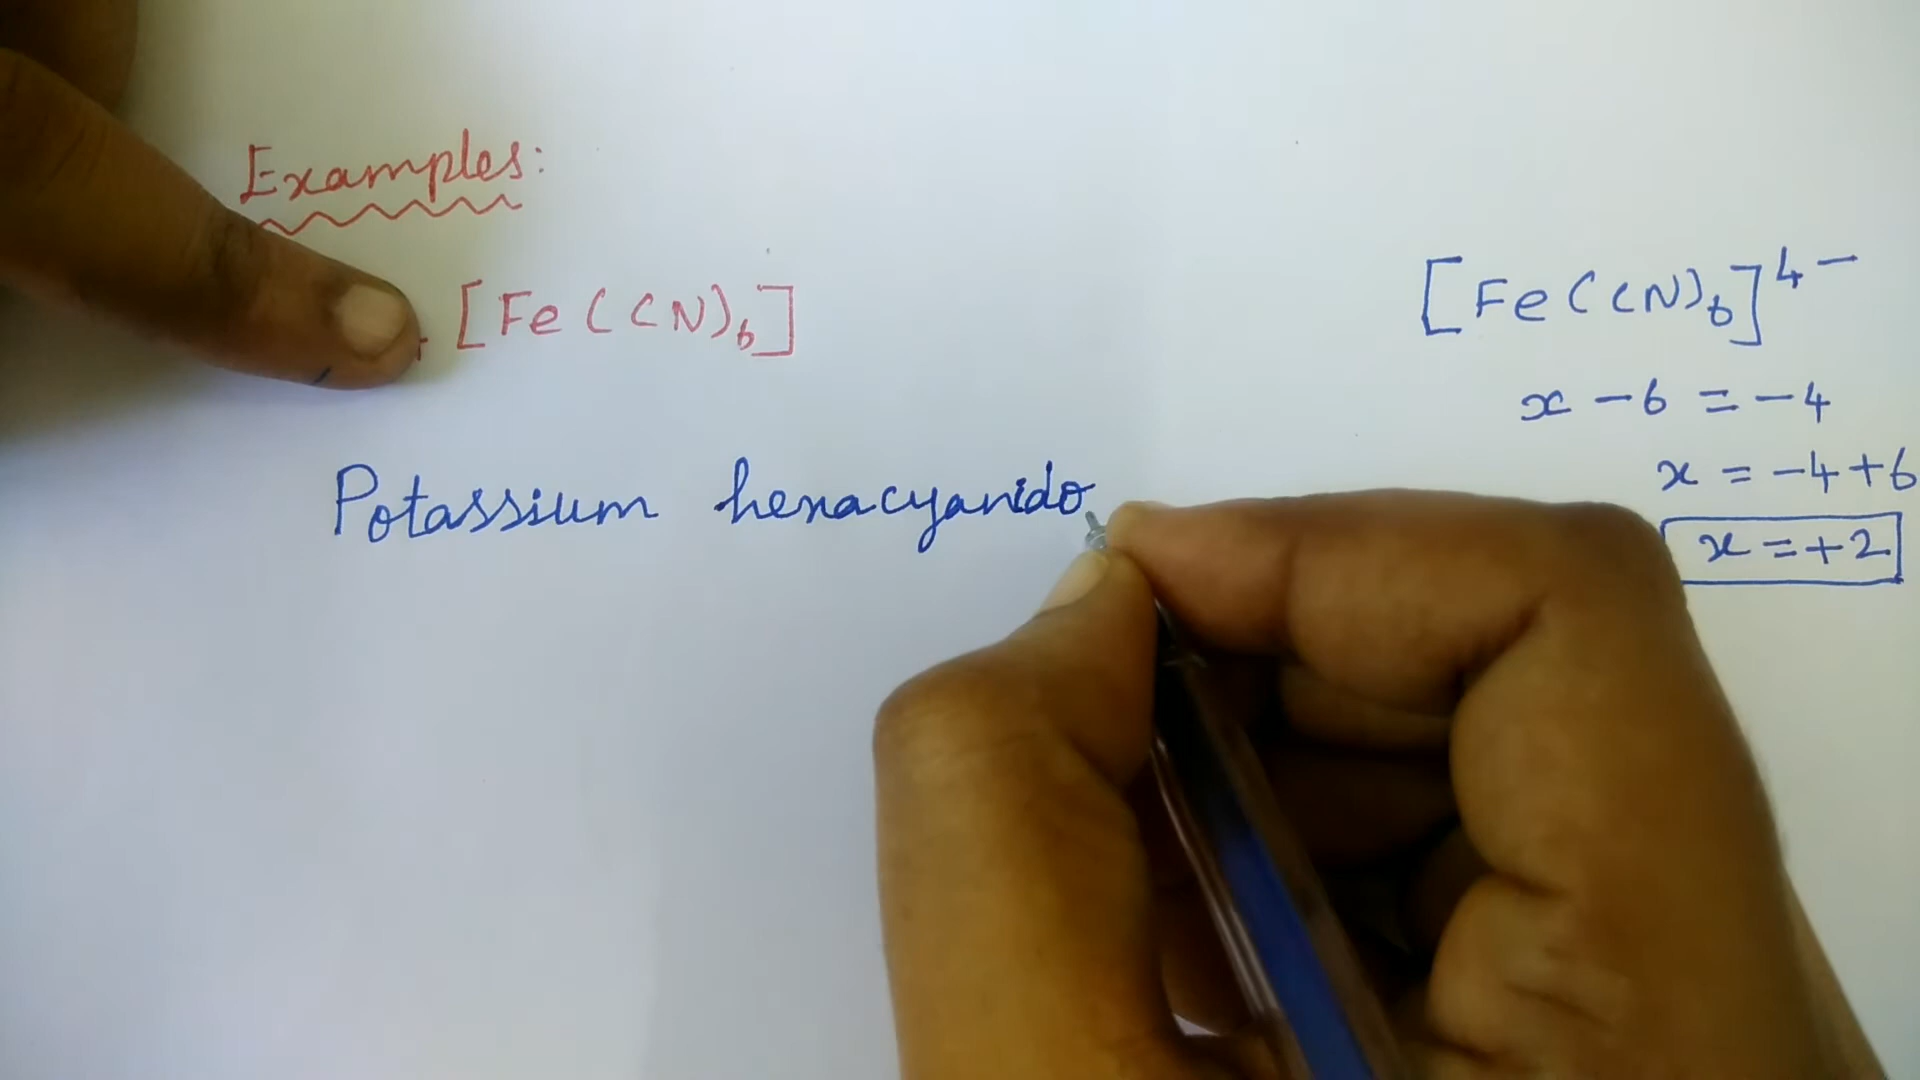 Examples:
[Fe(CN)6]
Potassium hexacyanido
[Fe(CN)6]4-
x - 6 = -4
x = -4+6
x = +2